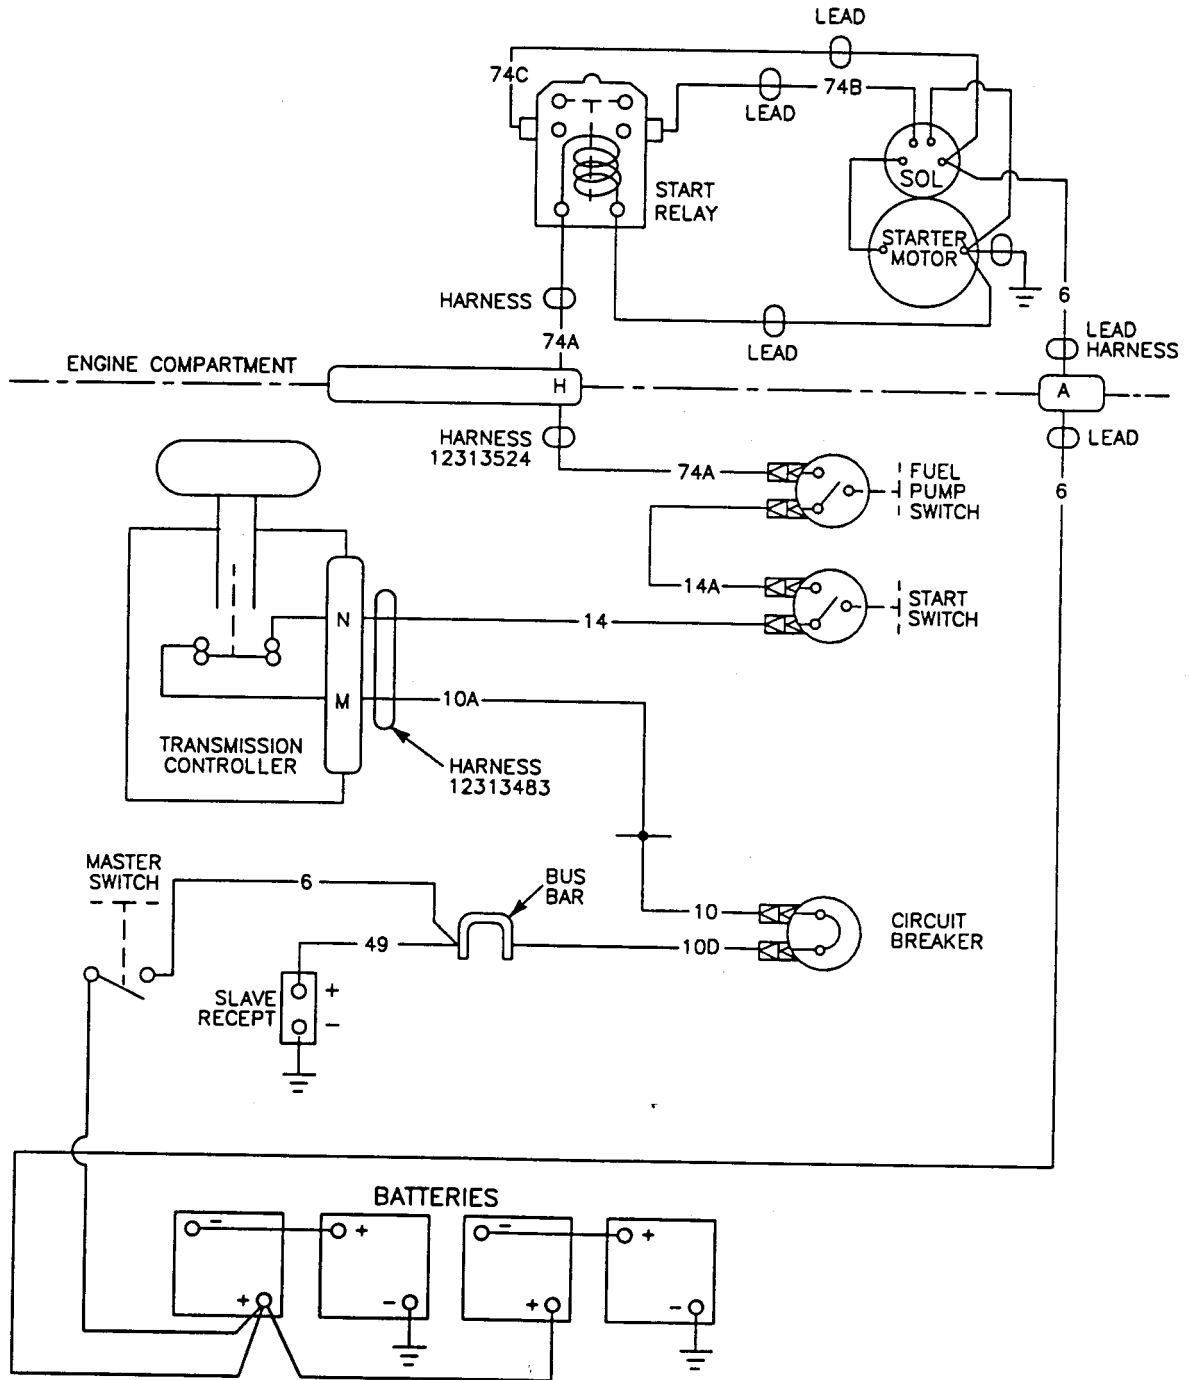 LEAD
74C
74B
LEAD
START
RELAY
SOL
STARTER
MOTOR
HARNESS
6
74A
LEAD
LEAD
HARNESS
ENGINE COMPARTMENT
H
A
HARNESS
12313524
LEAD
74A
FUEL
PUMP
SWITCH
6
14A
START
SWITCH
N
14
M
10A
TRANSMISSION
CONTROLLER
HARNESS
12313483
MASTER
SWITCH
6
BUS
BAR
10
CIRCUIT
BREAKER
49
10D
SLAVE
RECEPT
+
-
BATTERIES
- + - +
+ - + -